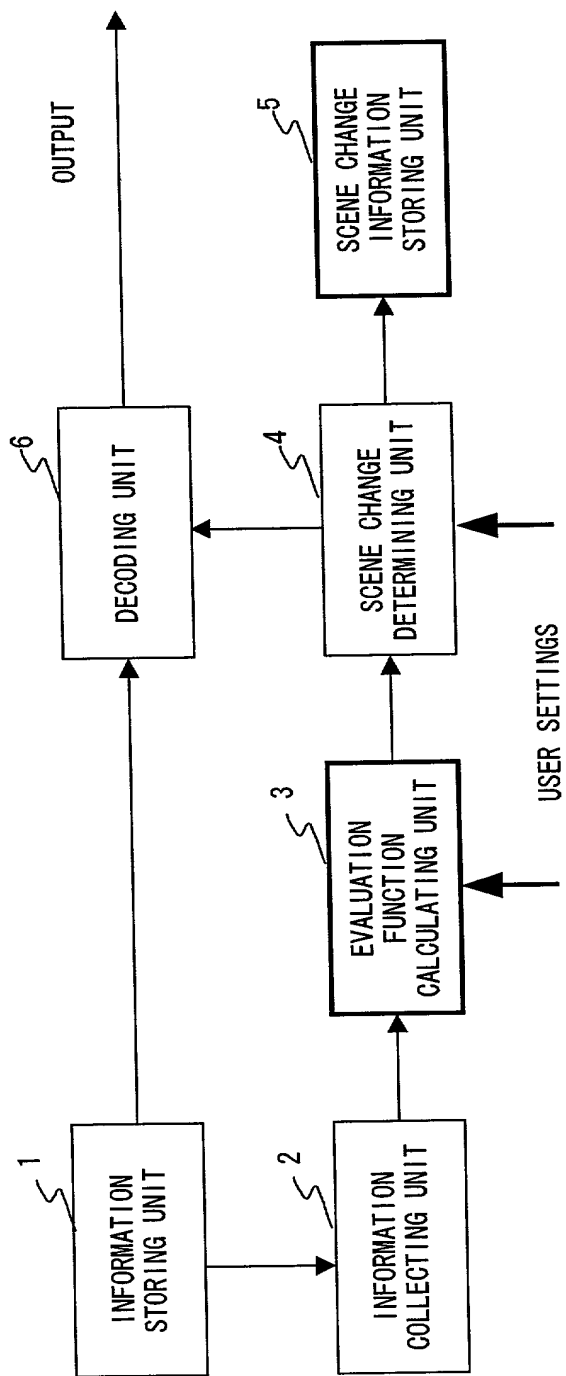 1
INFORMATION
STORING UNIT
6
DECODING UNIT
OUTPUT
2
INFORMATION
COLLECTING UNIT
3
EVALUATION
FUNCTION
CALCULATING UNIT
4
SCENE CHANGE
DETERMINING UNIT
5
SCENE CHANGE
INFORMATION
STORING UNIT
USER SETTINGS